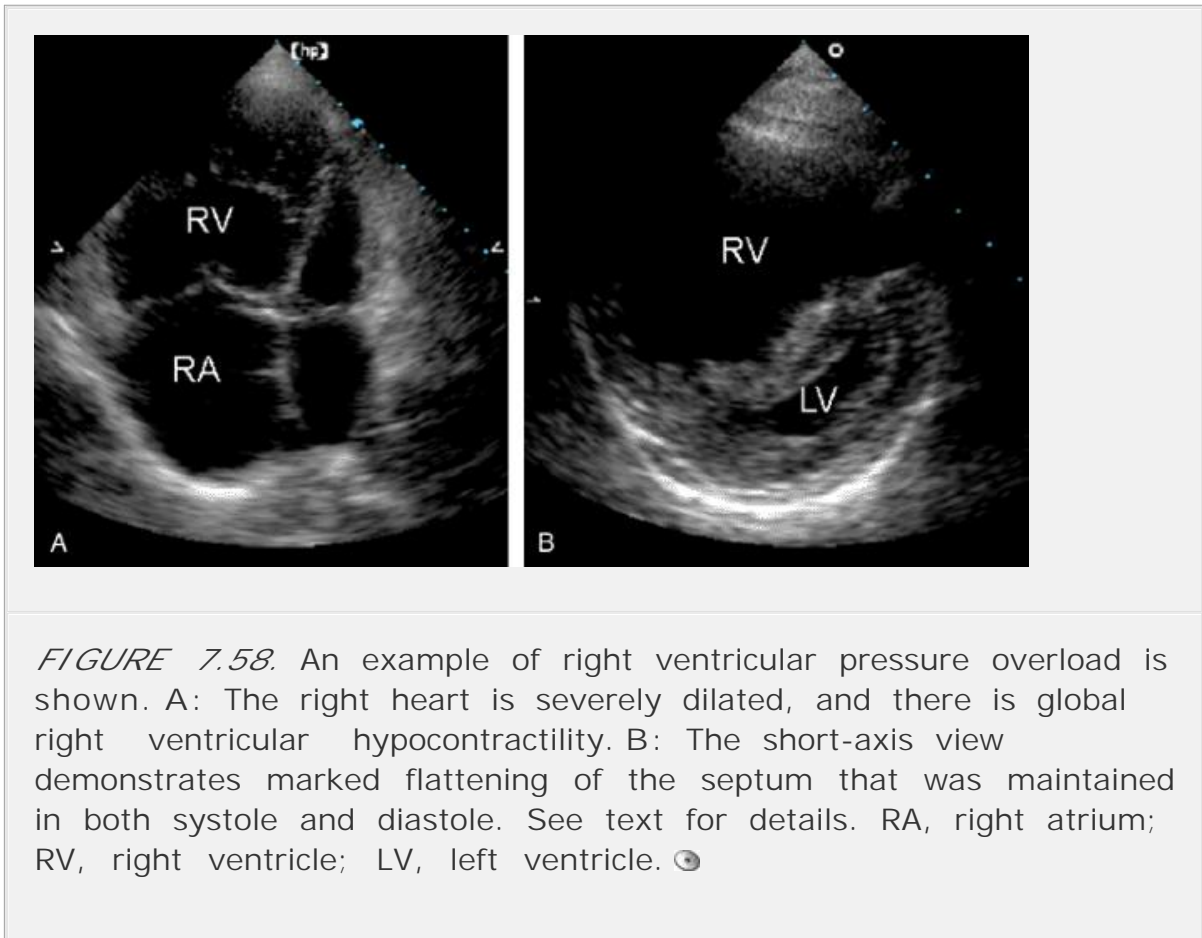 [hp]
RV
RA
A
RV
LV
B
FIGURE 7.58. An example of right ventricular pressure overload is
shown. A: The right heart is severely dilated, and there is global
right ventricular hypocontractility. B: The short-axis view
demonstrates marked flattening of the septum that was maintained
in both systole and diastole. See text for details. RA, right atrium;
RV, right ventricle; LV, left ventricle.